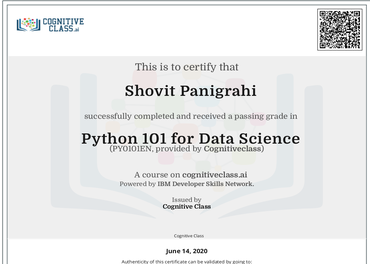 COGNITIVE
CLASS.ai
This is to certify that
Shovit Panigrahi
successfully completed and received a passing grade in
Python 101 for Data Science
(PY0101EN, provided by Cognitiveclass)
A course on cognitiveclass.ai
Powered by IBM Developer Skills Network.
Issued by
Cognitive Class
Cognitive Class
June 14, 2020
Authenticity of this certificate can be validated by going to: